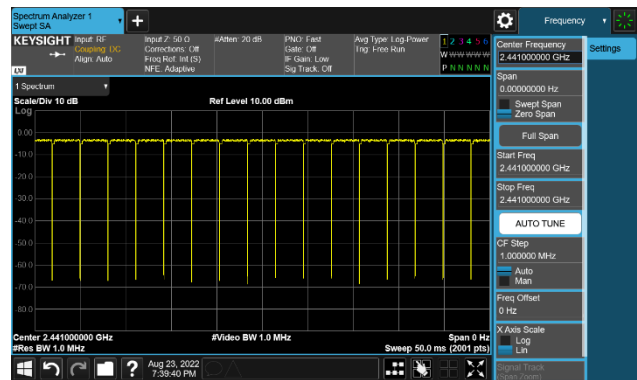 Spectrum Analyzer 1
Swept SA
Frequency
KEYSIGHT
Input: RF
Coupling: DC
Align: Auto
Input Z: 50 Ω
Corrections: Off
Freq Ref: Int (S)
NFE: Adaptive
#Atten: 20 dB
PNO: Fast
Gate: Off
IF Gain: Low
Sig Track: Off
Avg Type: Log-Power
Trig: Free Run
1 2 3 4 5 6
W W W W W W
P N N N N N
LXI
Center Frequency
2.441000000 GHz
Settings
Span
0.00000000 Hz
Swept Span
Zero Span
Full Span
Start Freq
2.441000000 GHz
Stop Freq
2.441000000 GHz
AUTO TUNE
CF Step
1.000000 MHz
Auto
Man
Freq Offset
0 Hz
X Axis Scale
Log
Lin
Signal Track
(Span Zoom)
1 Spectrum
Scale/Div 10 dB
Ref Level 10.00 dBm
Log
0.00
-10.0
-20.0
-30.0
-40.0
-50.0
-60.0
-70.0
-80.0
Center 2.441000000 GHz
#Res BW 1.0 MHz
#Video BW 1.0 MHz
Span 0 Hz
Sweep 50.0 ms (2001 pts)
?
Aug 23, 2022
7:39:40 PM